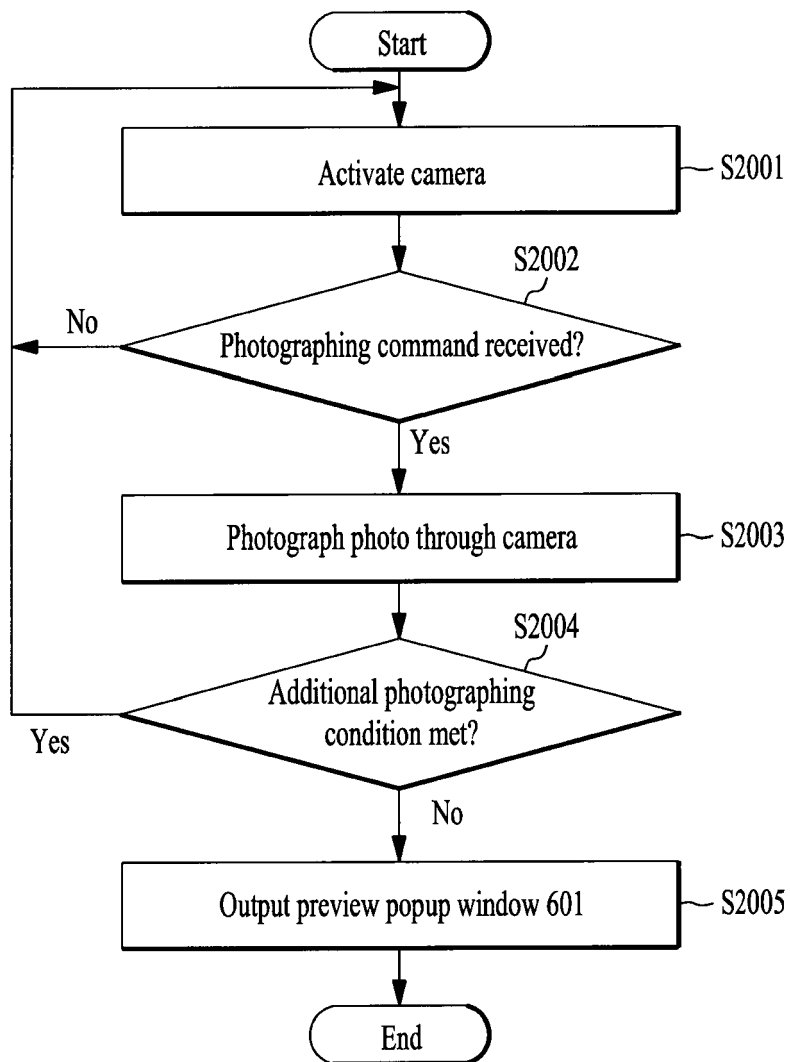 Start
Activate camera
S2001
S2002
No
Photographing command received?
Yes
Photograph photo through camera
S2003
S2004
Additional photographing
condition met?
Yes
No
Output preview popup window 601
S2005
End